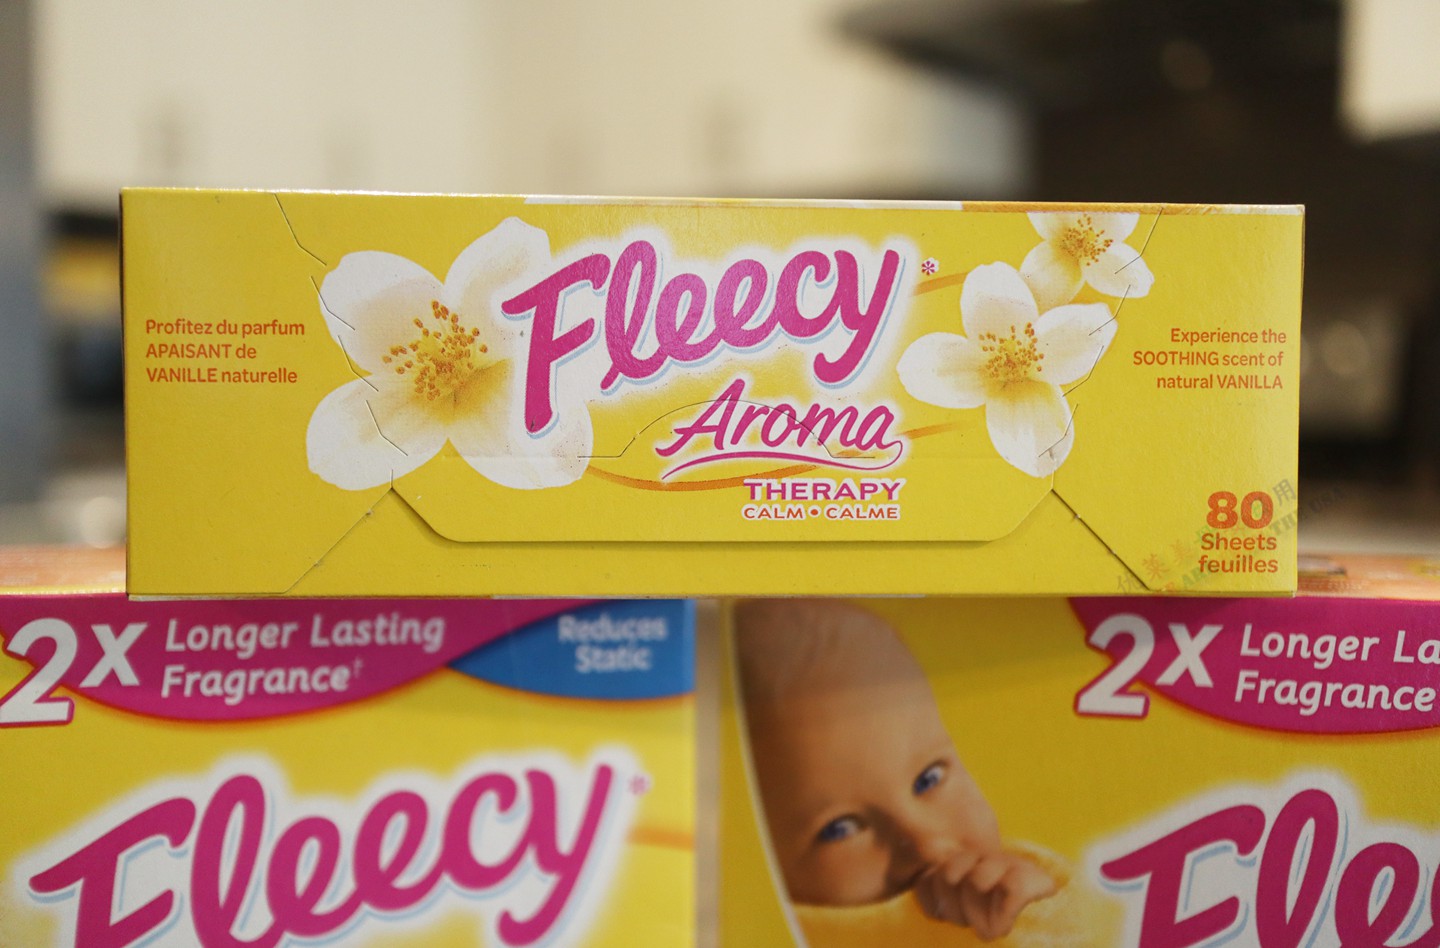 Fleecy*
Aroma
THERAPY
CALM • CALME
Profitez du parfum
APAISANT de
VANILLE naturelle
Experience the
SOOTHING scent of
natural VANILLA
80
Sheets
feuilles
2X Longer Lasting
Fragrance†
Reduces
Static
Fleecy*
2X Longer La
Fragrance
Flee